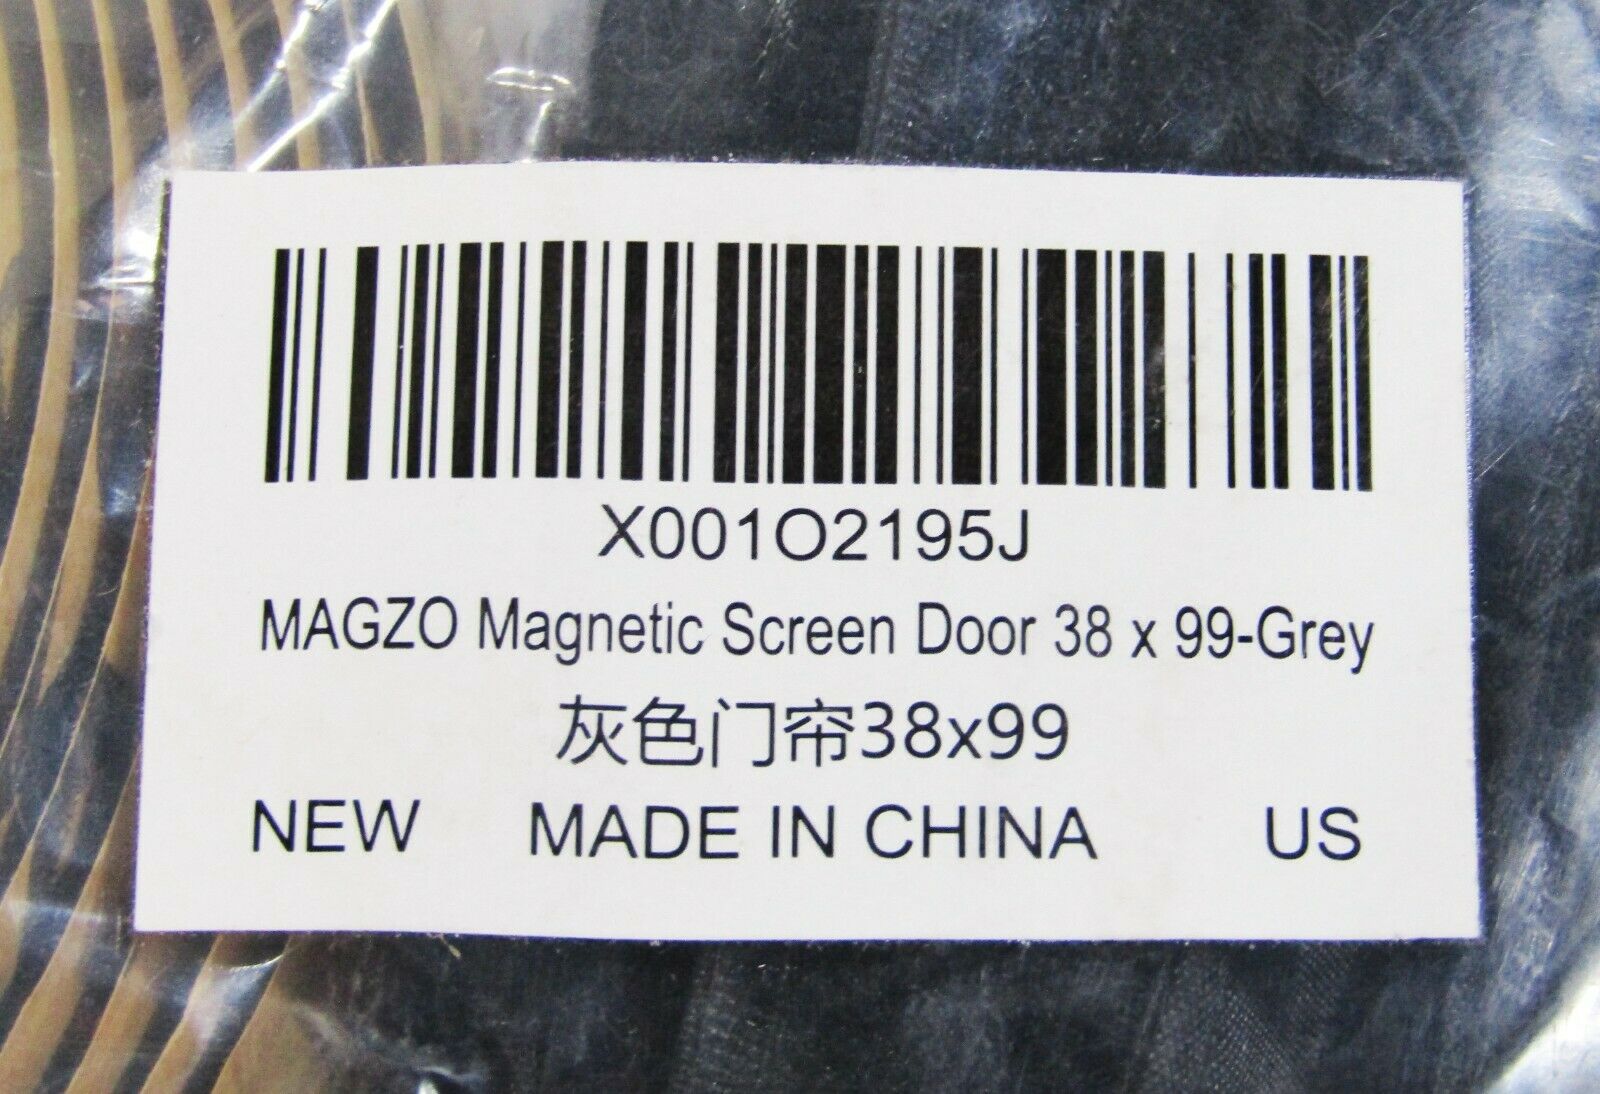 X001O2195J
MAGZO Magnetic Screen Door 38 x 99-Grey
灰色门帘38x99
NEW MADE IN CHINA US